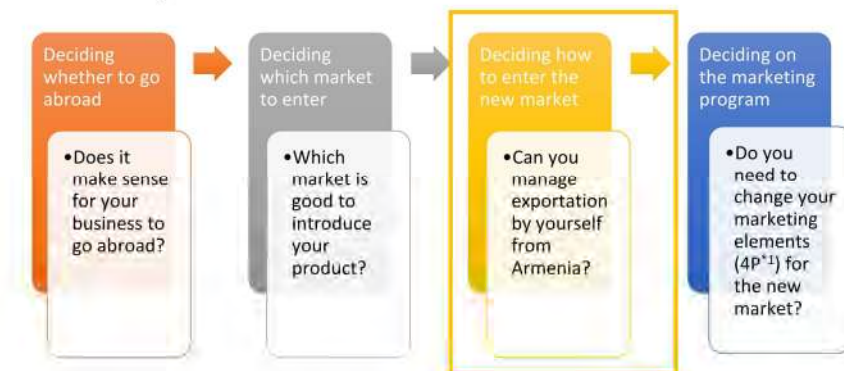 Deciding
whether to go
abroad
•Does it
make sense
for your
business to
go abroad?
Deciding
which market
to enter
•Which
market is
good to
introduce
your
product?
Deciding how
to enter the
new market
•Can you
manage
exportation
by yourself
from
Armenia?
Deciding on
the marketing
program
•Do you
need to
change your
marketing
elements
(4P*1) for
the new
market?